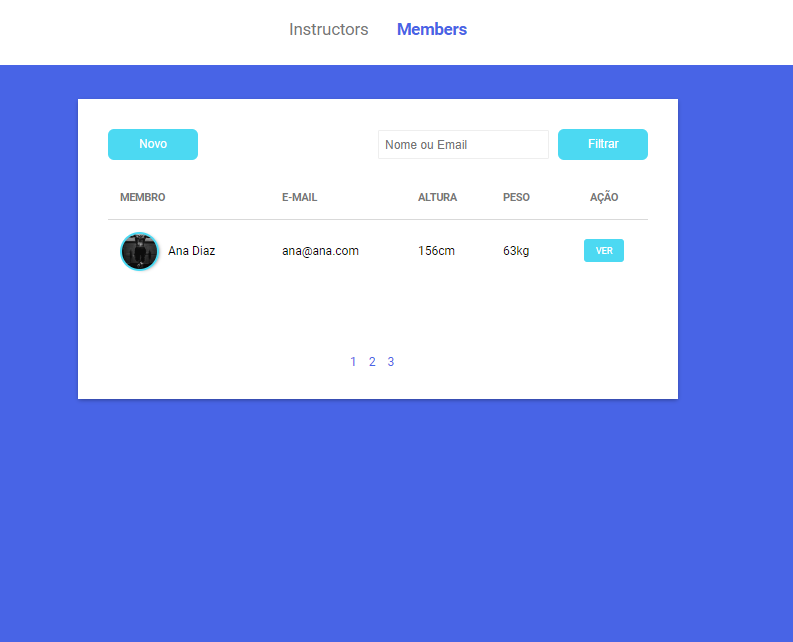 Instructors Members
Novo Nome ou Email Filtrar
MEMBRO E-MAIL ALTURA PESO AÇÃO
Ana Diaz ana@ana.com 156cm 63kg VER
1 2 3